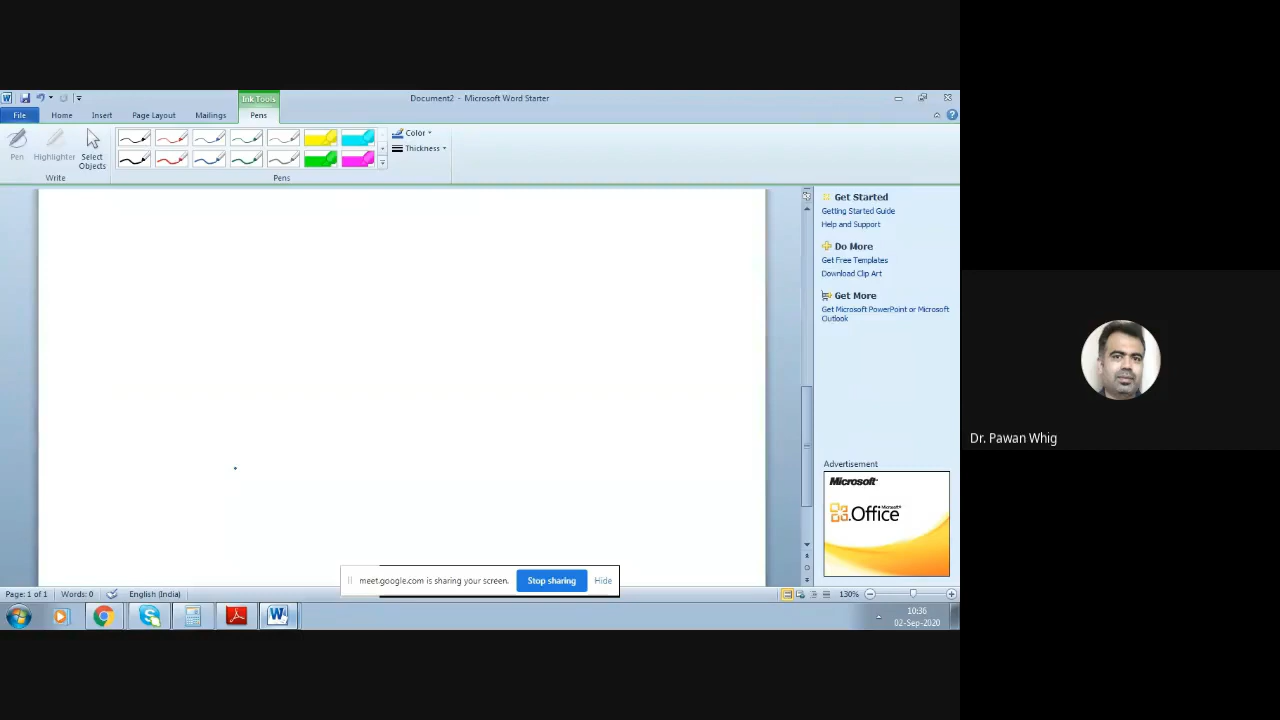 Ink Tools
Document2 - Microsoft Word Starter
File Home Insert Page Layout Mailings Pens
Pen Highlighter Select Objects
Color
Thickness
Write Pens
Get Started
Getting Started Guide
Help and Support
Do More
Get Free Templates
Download Clip Art
Get More
Get Microsoft PowerPoint or Microsoft
Outlook
Advertisement
Microsoft
Microsoft
Office
meet.google.com is sharing your screen. Stop sharing Hide
Page: 1 of 1 Words: 0 English (India) 130%
10:36
02-Sep-2020
Dr. Pawan Whig